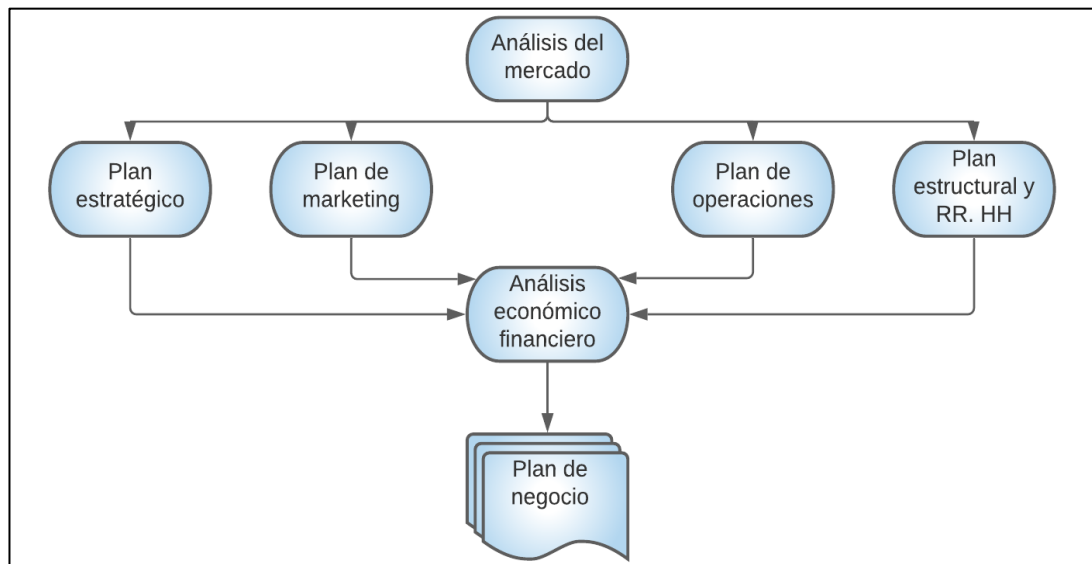 Análisis del
mercado
Plan
estratégico
Plan de
marketing
Plan de
operaciones
Plan
estructural y
RR. HH
Análisis
económico
financiero
Plan de
negocio